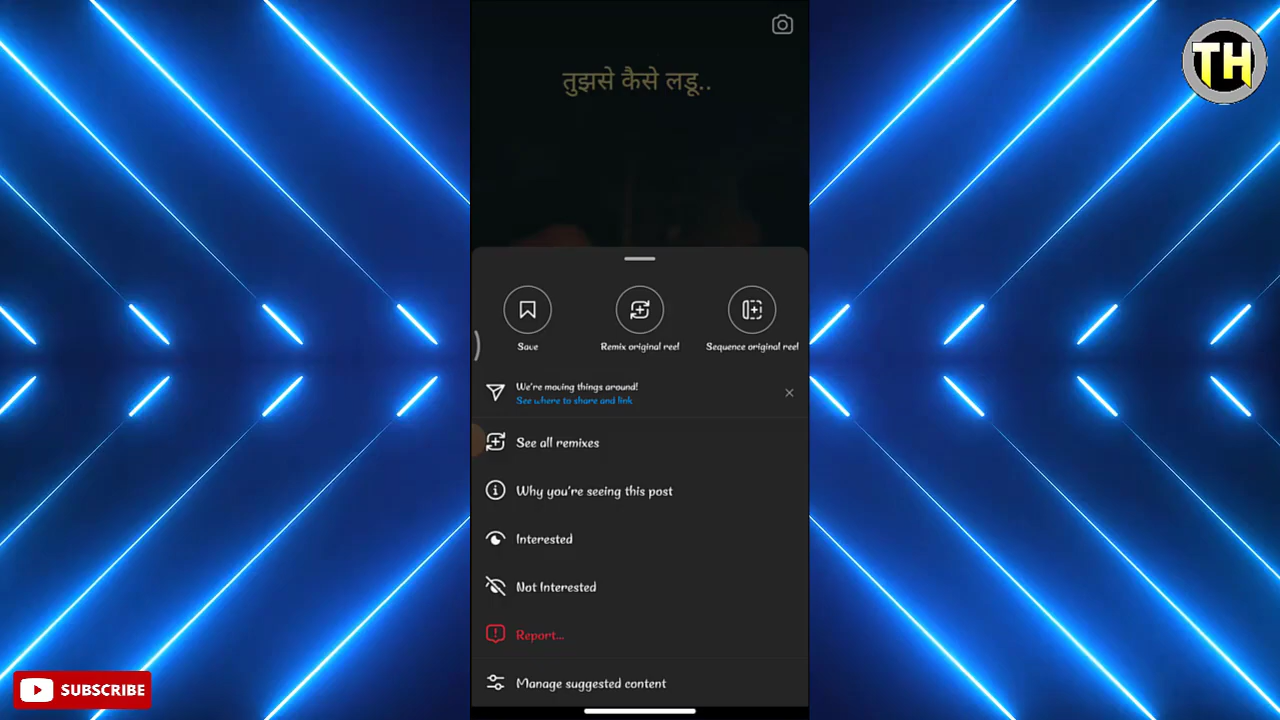 TH
तुझसे कैसे लडू..
Save
Remix original reel
Sequence original reel
We're moving things around!
See where to share and link
See all remixes
Why you're seeing this post
Interested
Not Interested
Report...
Manage suggested content
SUBSCRIBE